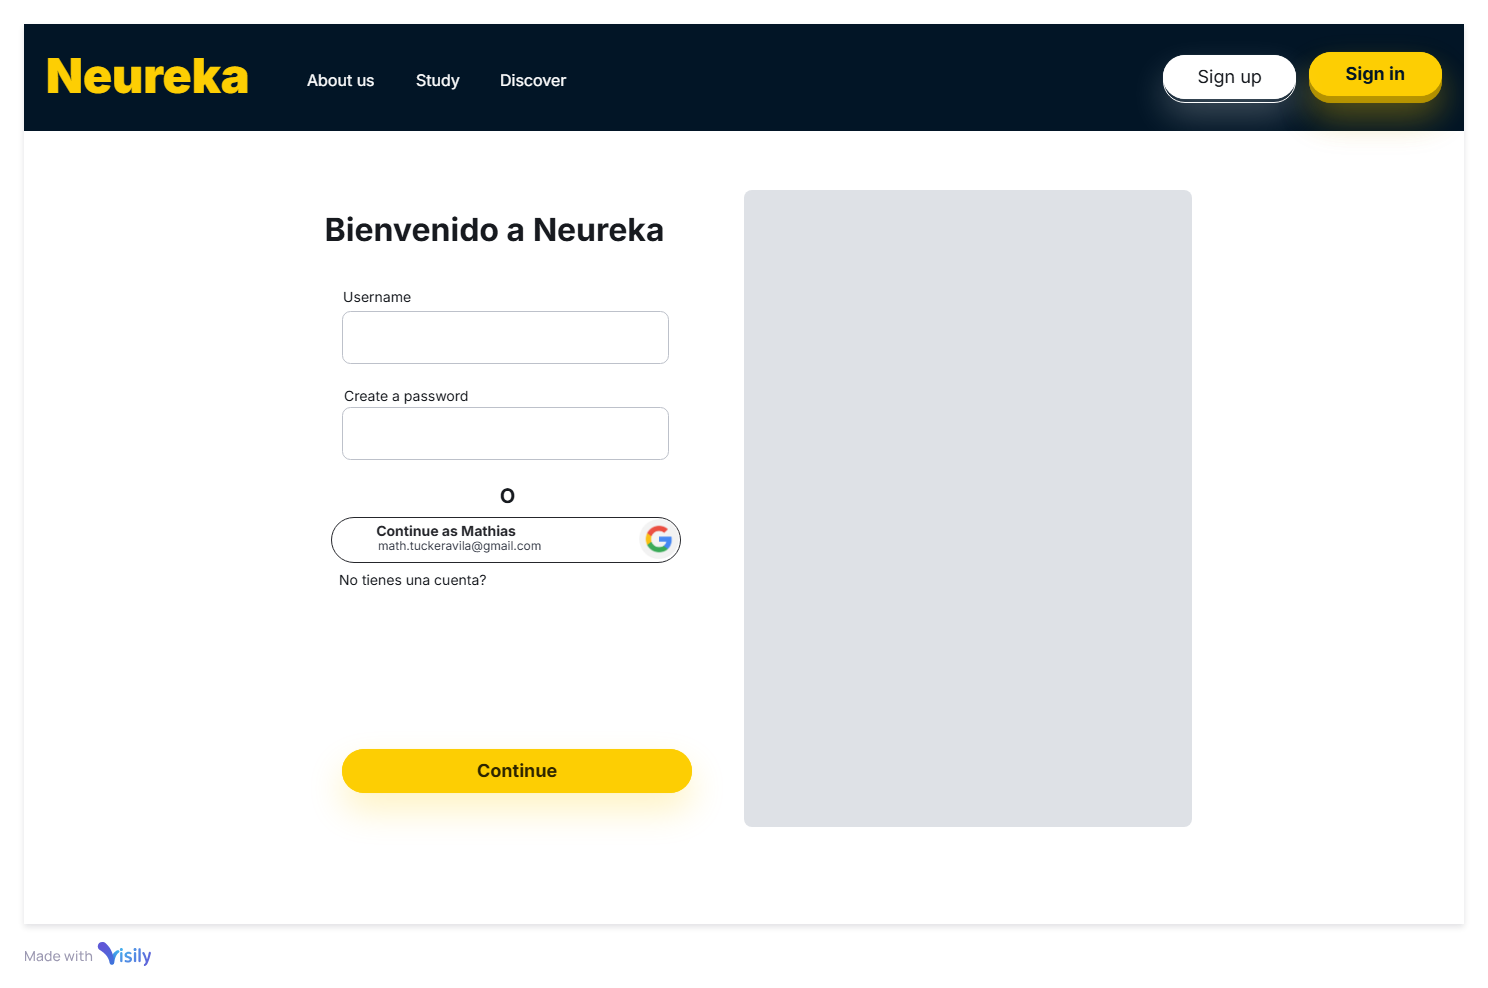 Neureka
About us Study Discover
Sign up Sign in
Bienvenido a Neureka
Username
Create a password
O
Continue as Mathias
math.tuckeravila@gmail.com
No tienes una cuenta?
Continue
Made with Visily